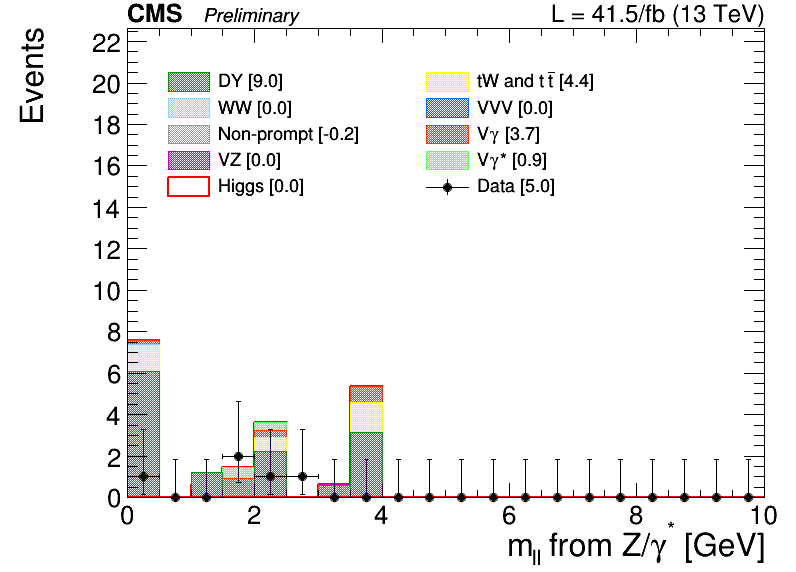 CMS Preliminary L = 41.5/fb (13 TeV)
Events
22
20
18
16
14
12
10
8
6
4
2
0
DY [9.0] tW and tt̅ [4.4]
WW [0.0] VVV [0.0]
Non-prompt [-0.2] Vγ [3.7]
VZ [0.0] Vγ* [0.9]
Higgs [0.0] Data [5.0]
0 2 4 6 8 10
m_ll from Z/γ* [GeV]